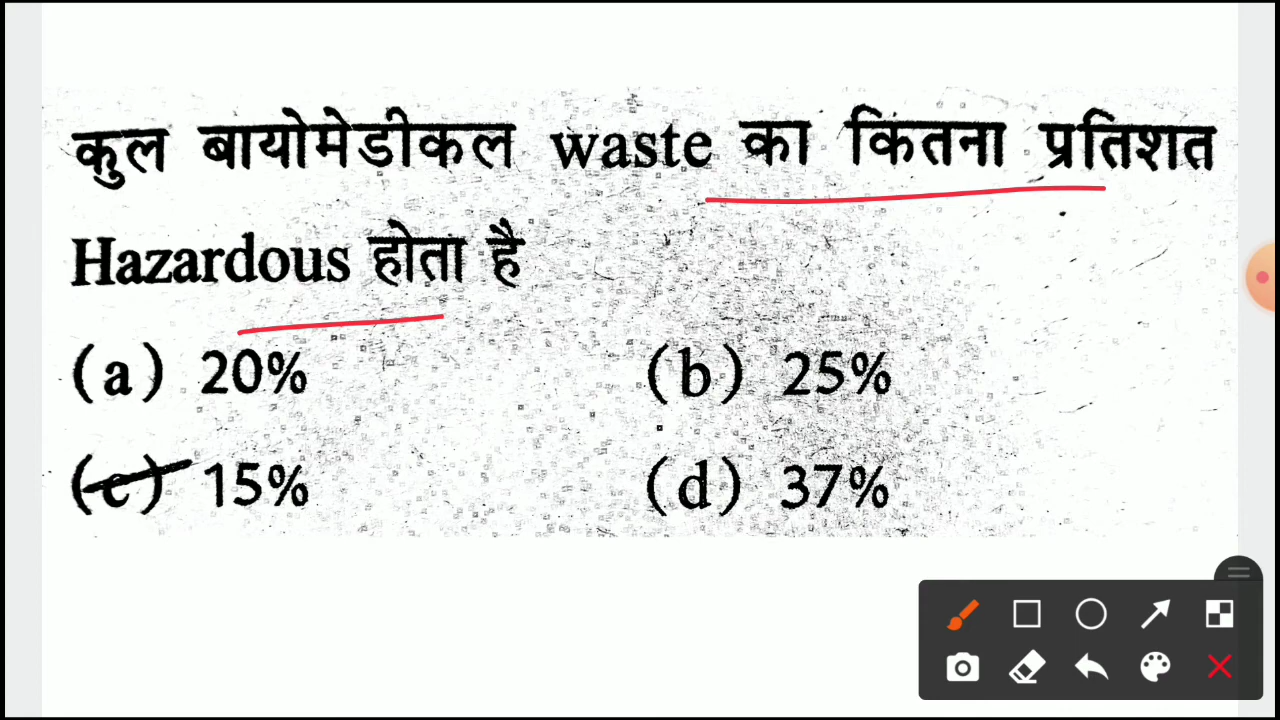 कुल बायोमेडीकल waste का कितना प्रतिशत
Hazardous होता है
(a) 20% (b) 25%
(c) 15% (d) 37%